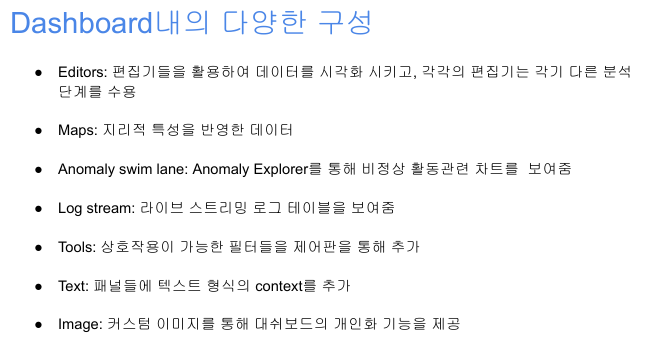 Dashboard내의 다양한 구성
● Editors: 편집기들을 활용하여 데이터를 시각화 시키고, 각각의 편집기는 각기 다른 분석
단계를 수용
● Maps: 지리적 특성을 반영한 데이터
● Anomaly swim lane: Anomaly Explorer를 통해 비정상 활동관련 차트를 보여줌
● Log stream: 라이브 스트리밍 로그 테이블을 보여줌
● Tools: 상호작용이 가능한 필터들을 제어판을 통해 추가
● Text: 패널들에 텍스트 형식의 context를 추가
● Image: 커스텀 이미지를 통해 대쉬보드의 개인화 기능을 제공